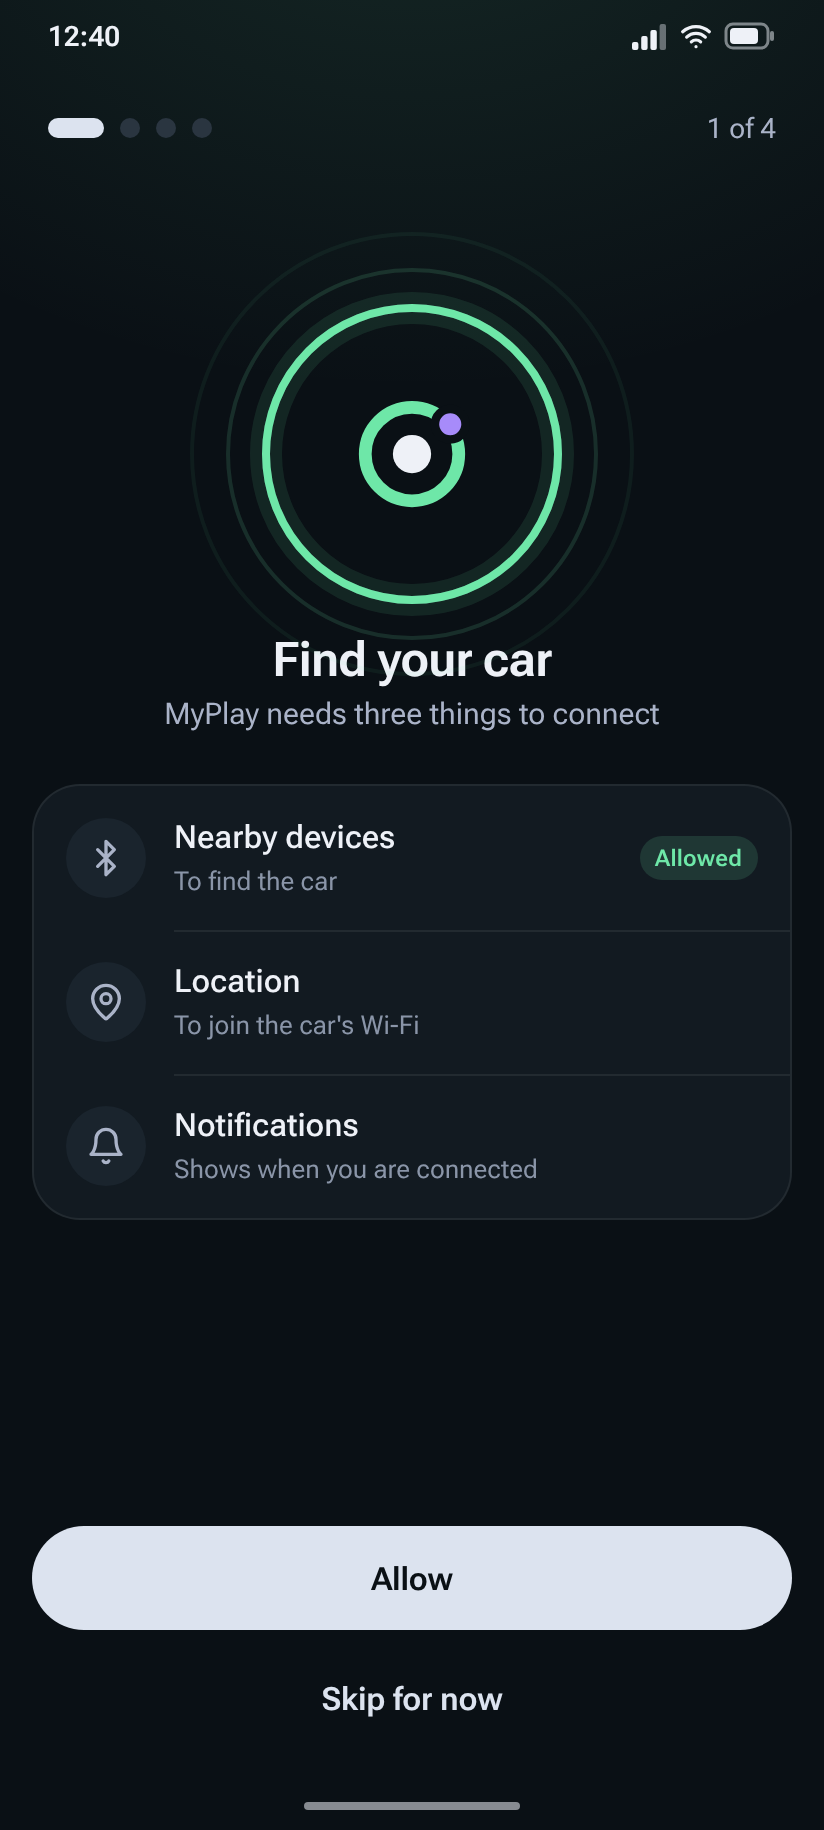 12:40
1 of 4
Find your car
MyPlay needs three things to connect
Nearby devices
To find the car
Allowed
Location
To join the car's Wi-Fi
Notifications
Shows when you are connected
Allow
Skip for now